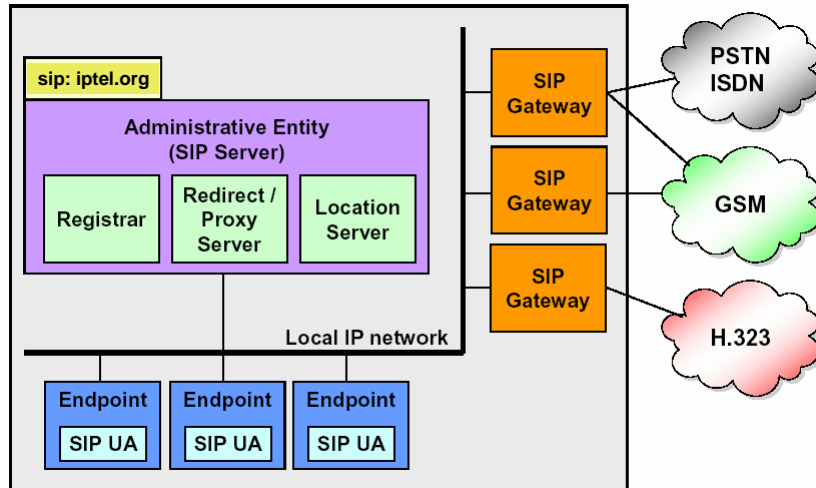 sip: iptel.org
Administrative Entity
(SIP Server)
Registrar
Redirect /
Proxy
Server
Location
Server
SIP
Gateway
SIP
Gateway
SIP
Gateway
PSTN
ISDN
GSM
H.323
Local IP network
Endpoint
SIP UA
Endpoint
SIP UA
Endpoint
SIP UA